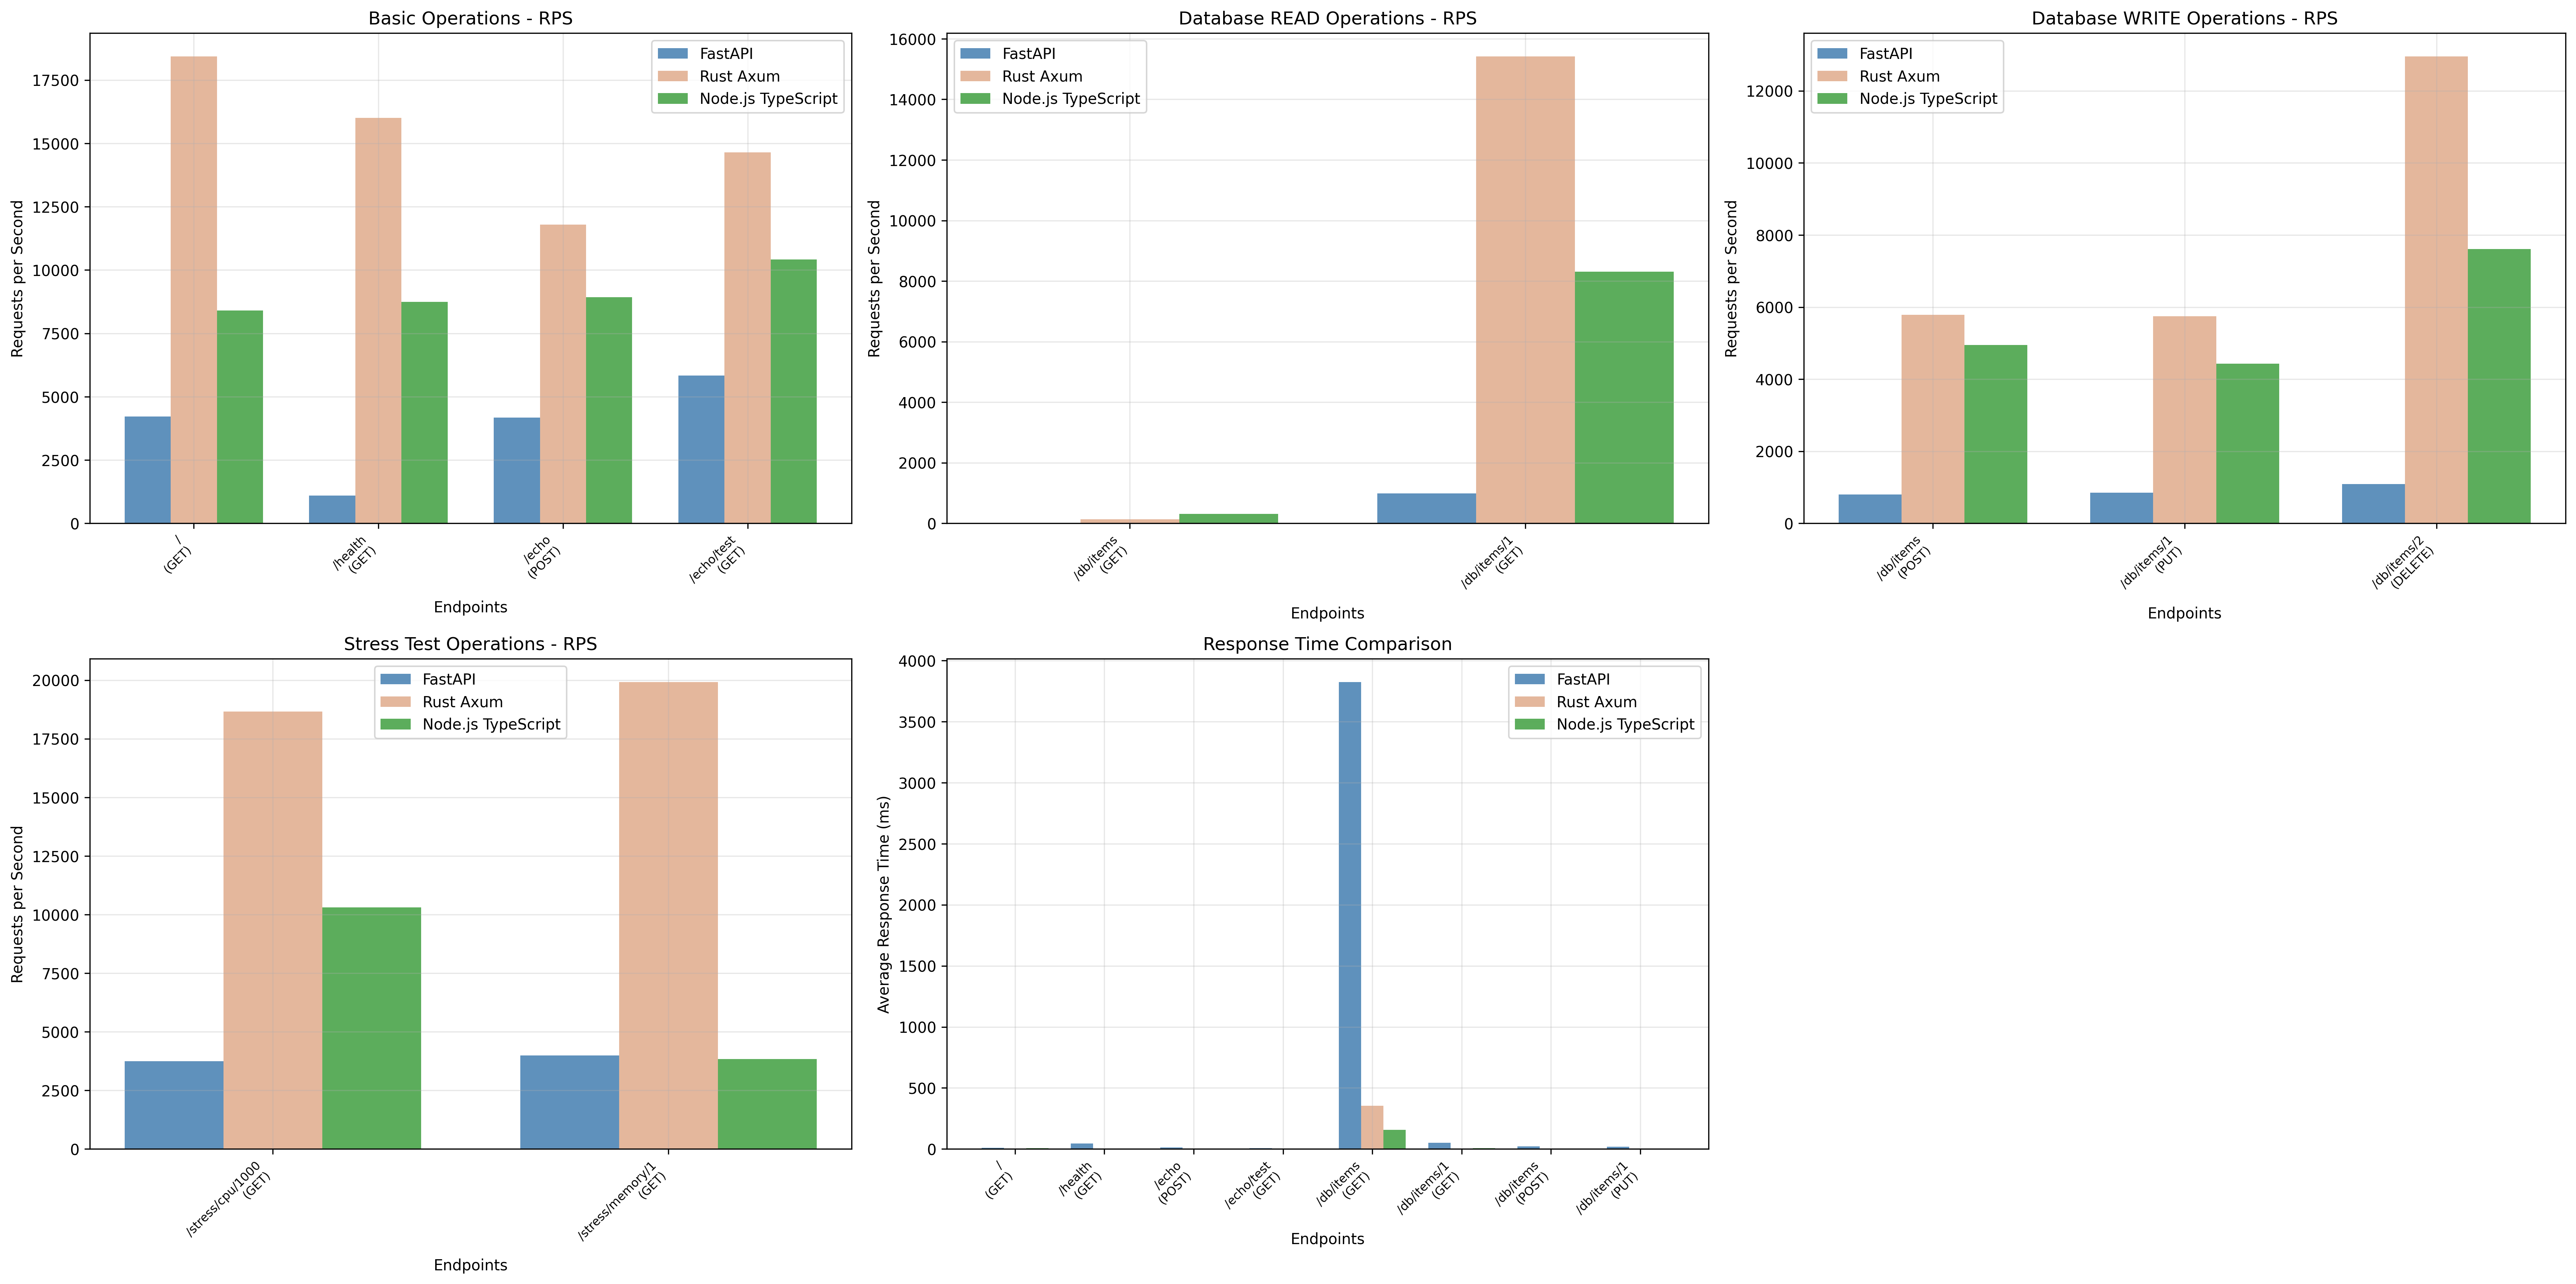 Basic Operations - RPS
Requests per Second
17500
15000
12500
10000
7500
5000
2500
0
FastAPI
Rust Axum
Node.js TypeScript
/
(GET)
/health
(GET)
/echo
(POST)
/echo/test
(GET)
Endpoints
Database READ Operations - RPS
Requests per Second
16000
14000
12000
10000
8000
6000
4000
2000
0
FastAPI
Rust Axum
Node.js TypeScript
/db/items
(GET)
/db/items/1
(GET)
Endpoints
Database WRITE Operations - RPS
Requests per Second
12000
10000
8000
6000
4000
2000
0
FastAPI
Rust Axum
Node.js TypeScript
/db/items
(POST)
/db/items/1
(PUT)
/db/items/2
(DELETE)
Endpoints
Stress Test Operations - RPS
Requests per Second
20000
17500
15000
12500
10000
7500
5000
2500
0
FastAPI
Rust Axum
Node.js TypeScript
/stress/cpu/1000
(GET)
/stress/memory/1
(GET)
Endpoints
Response Time Comparison
Average Response Time (ms)
4000
3500
3000
2500
2000
1500
1000
500
0
FastAPI
Rust Axum
Node.js TypeScript
/
(GET)
/health
(GET)
/echo
(POST)
/echo/test
(GET)
/db/items
(GET)
/db/items/1
(GET)
/db/items
(POST)
/db/items/1
(PUT)
Endpoints